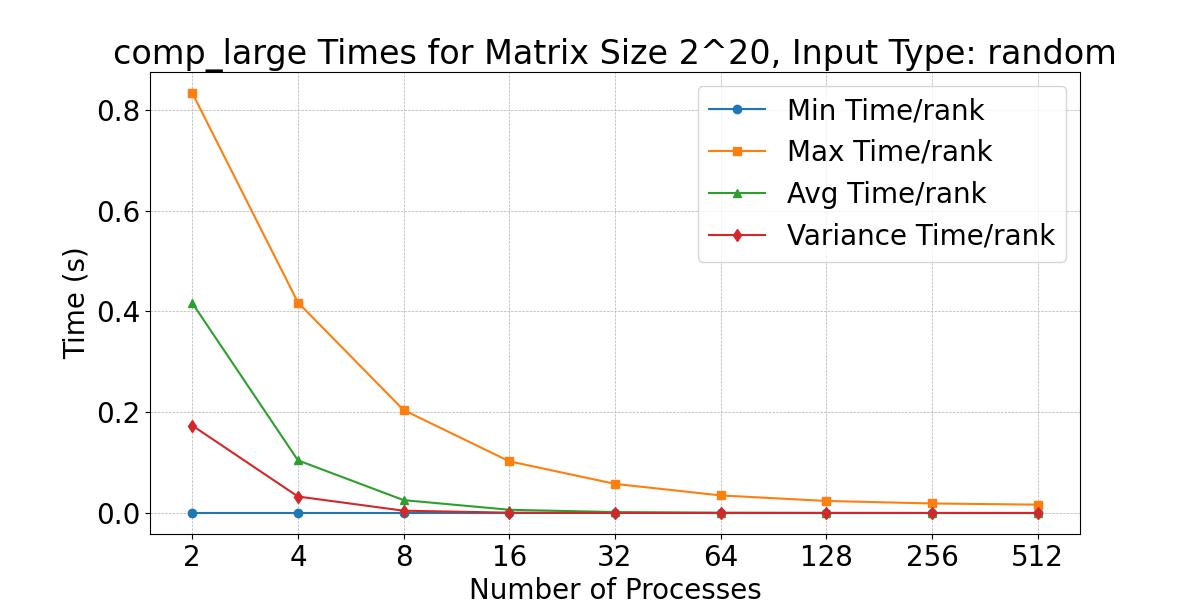 comp_large Times for Matrix Size 2^20, Input Type: random
Min Time/rank
Max Time/rank
Avg Time/rank
Variance Time/rank
Time (s)
0.8
0.6
0.4
0.2
0.0
2 4 8 16 32 64 128 256 512
Number of Processes